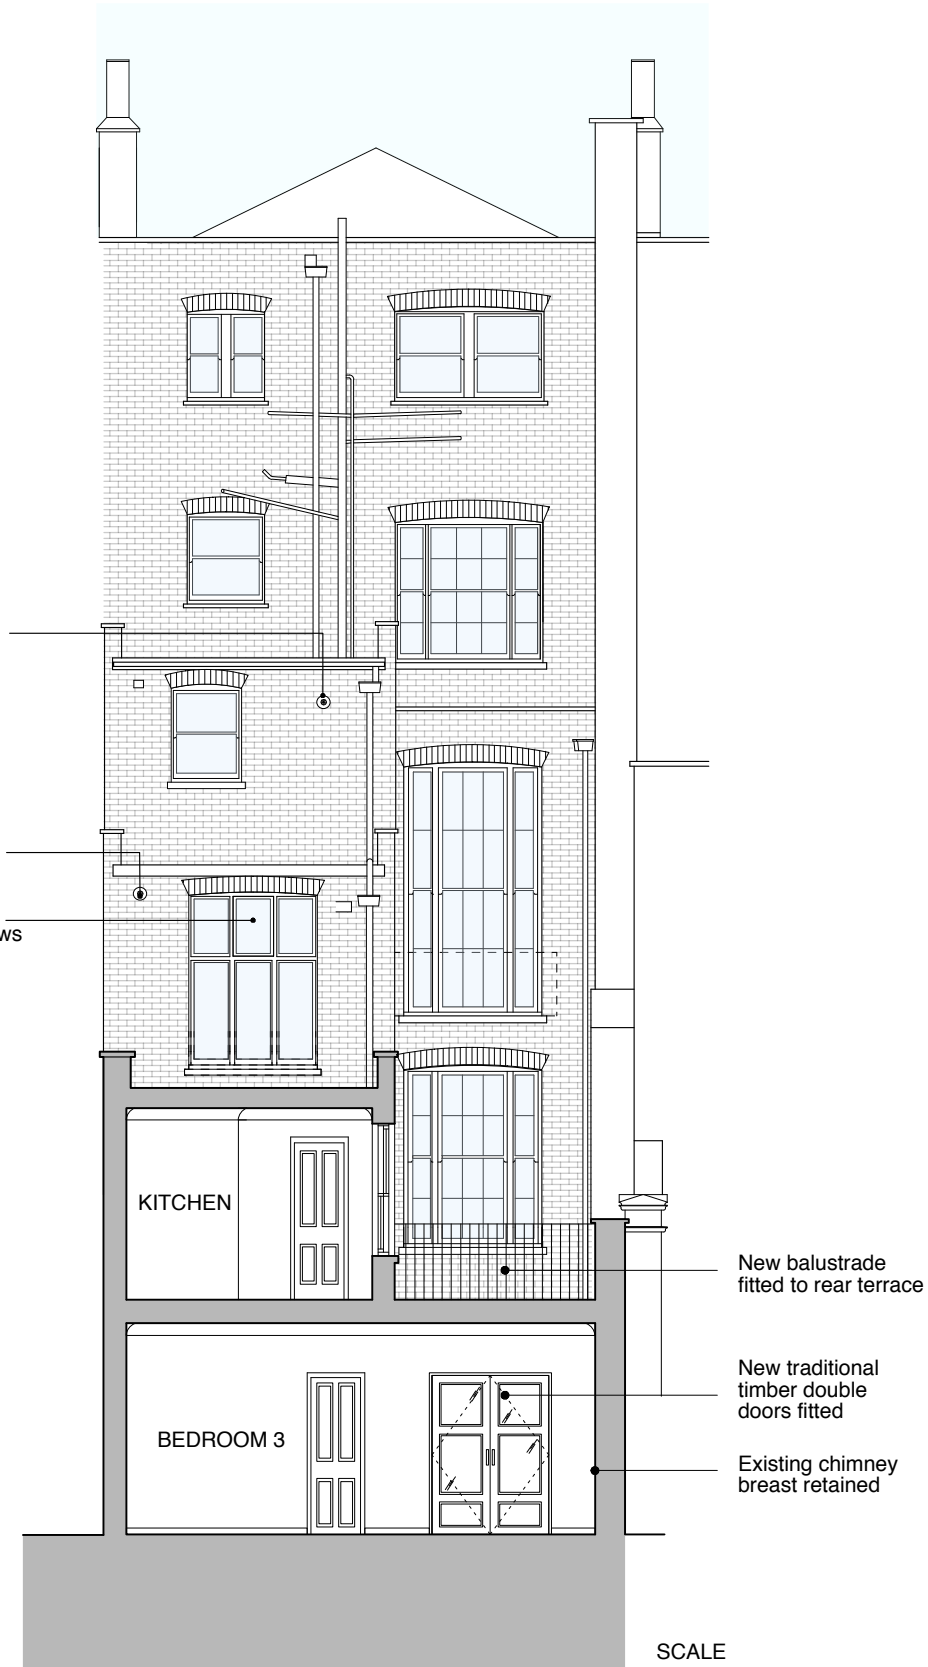 ws
KITCHEN
New balustrade
fitted to rear terrace
New traditional
timber double
doors fitted
BEDROOM 3
Existing chimney
breast retained
SCALE